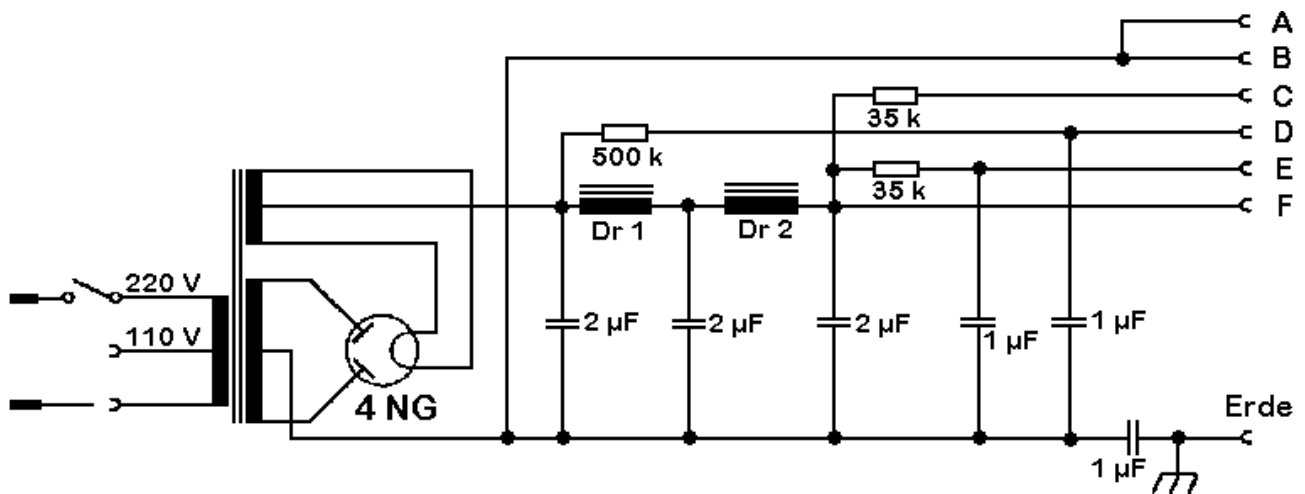 A
B
C
35 k
D
500 k
E
35 k
F
Dr 1
Dr 2
220 V
2 µF
2 µF
2 µF
1 µF
1 µF
110 V
4 NG
Erde
1 µF